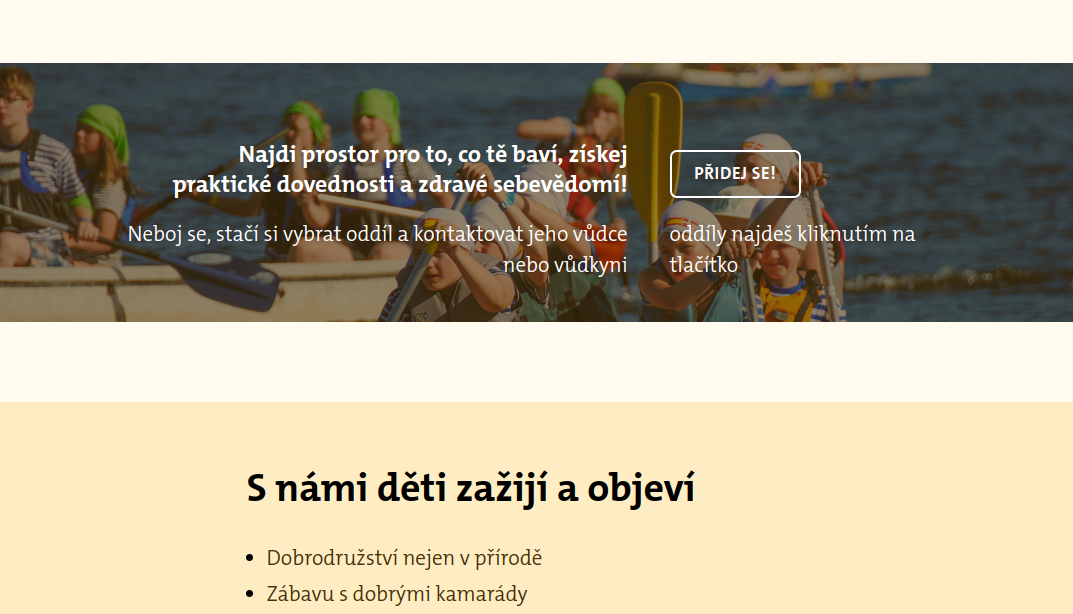 Najdi prostor pro to, co tě baví, získej
praktické dovednosti a zdravé sebevědomí!
Neboj se, stačí si vybrat oddíl a kontaktovat jeho vůdce
nebo vůdkyni
PŘIDEJ SE!
oddíly najdeš kliknutím na
tlačítko
S námi děti zažijí a objeví
Dobrodružství nejen v přírodě
Zábavu s dobrými kamarády